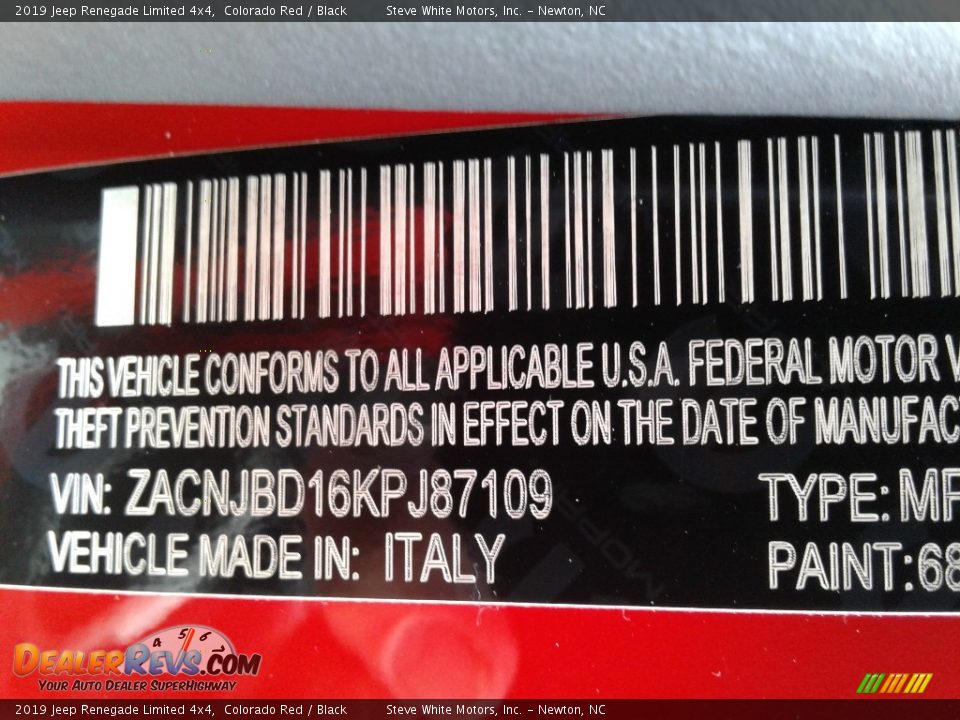 2019 Jeep Renegade Limited 4x4, Colorado Red / Black Steve White Motors, Inc. - Newton, NC
THIS VEHICLE CONFORMS TO ALL APPLICABLE U.S.A. FEDERAL MOTOR V
THEFT PREVENTION STANDARDS IN EFFECT ON THE DATE OF MANUFAC
VIN: ZACNJBD16KPJ87109 TYPE: MP
VEHICLE MADE IN: ITALY PAINT:68
4 5 6
DEALERREVS.COM
YOUR AUTO DEALER SUPERHIGHWAY
2019 Jeep Renegade Limited 4x4, Colorado Red / Black Steve White Motors, Inc. - Newton, NC